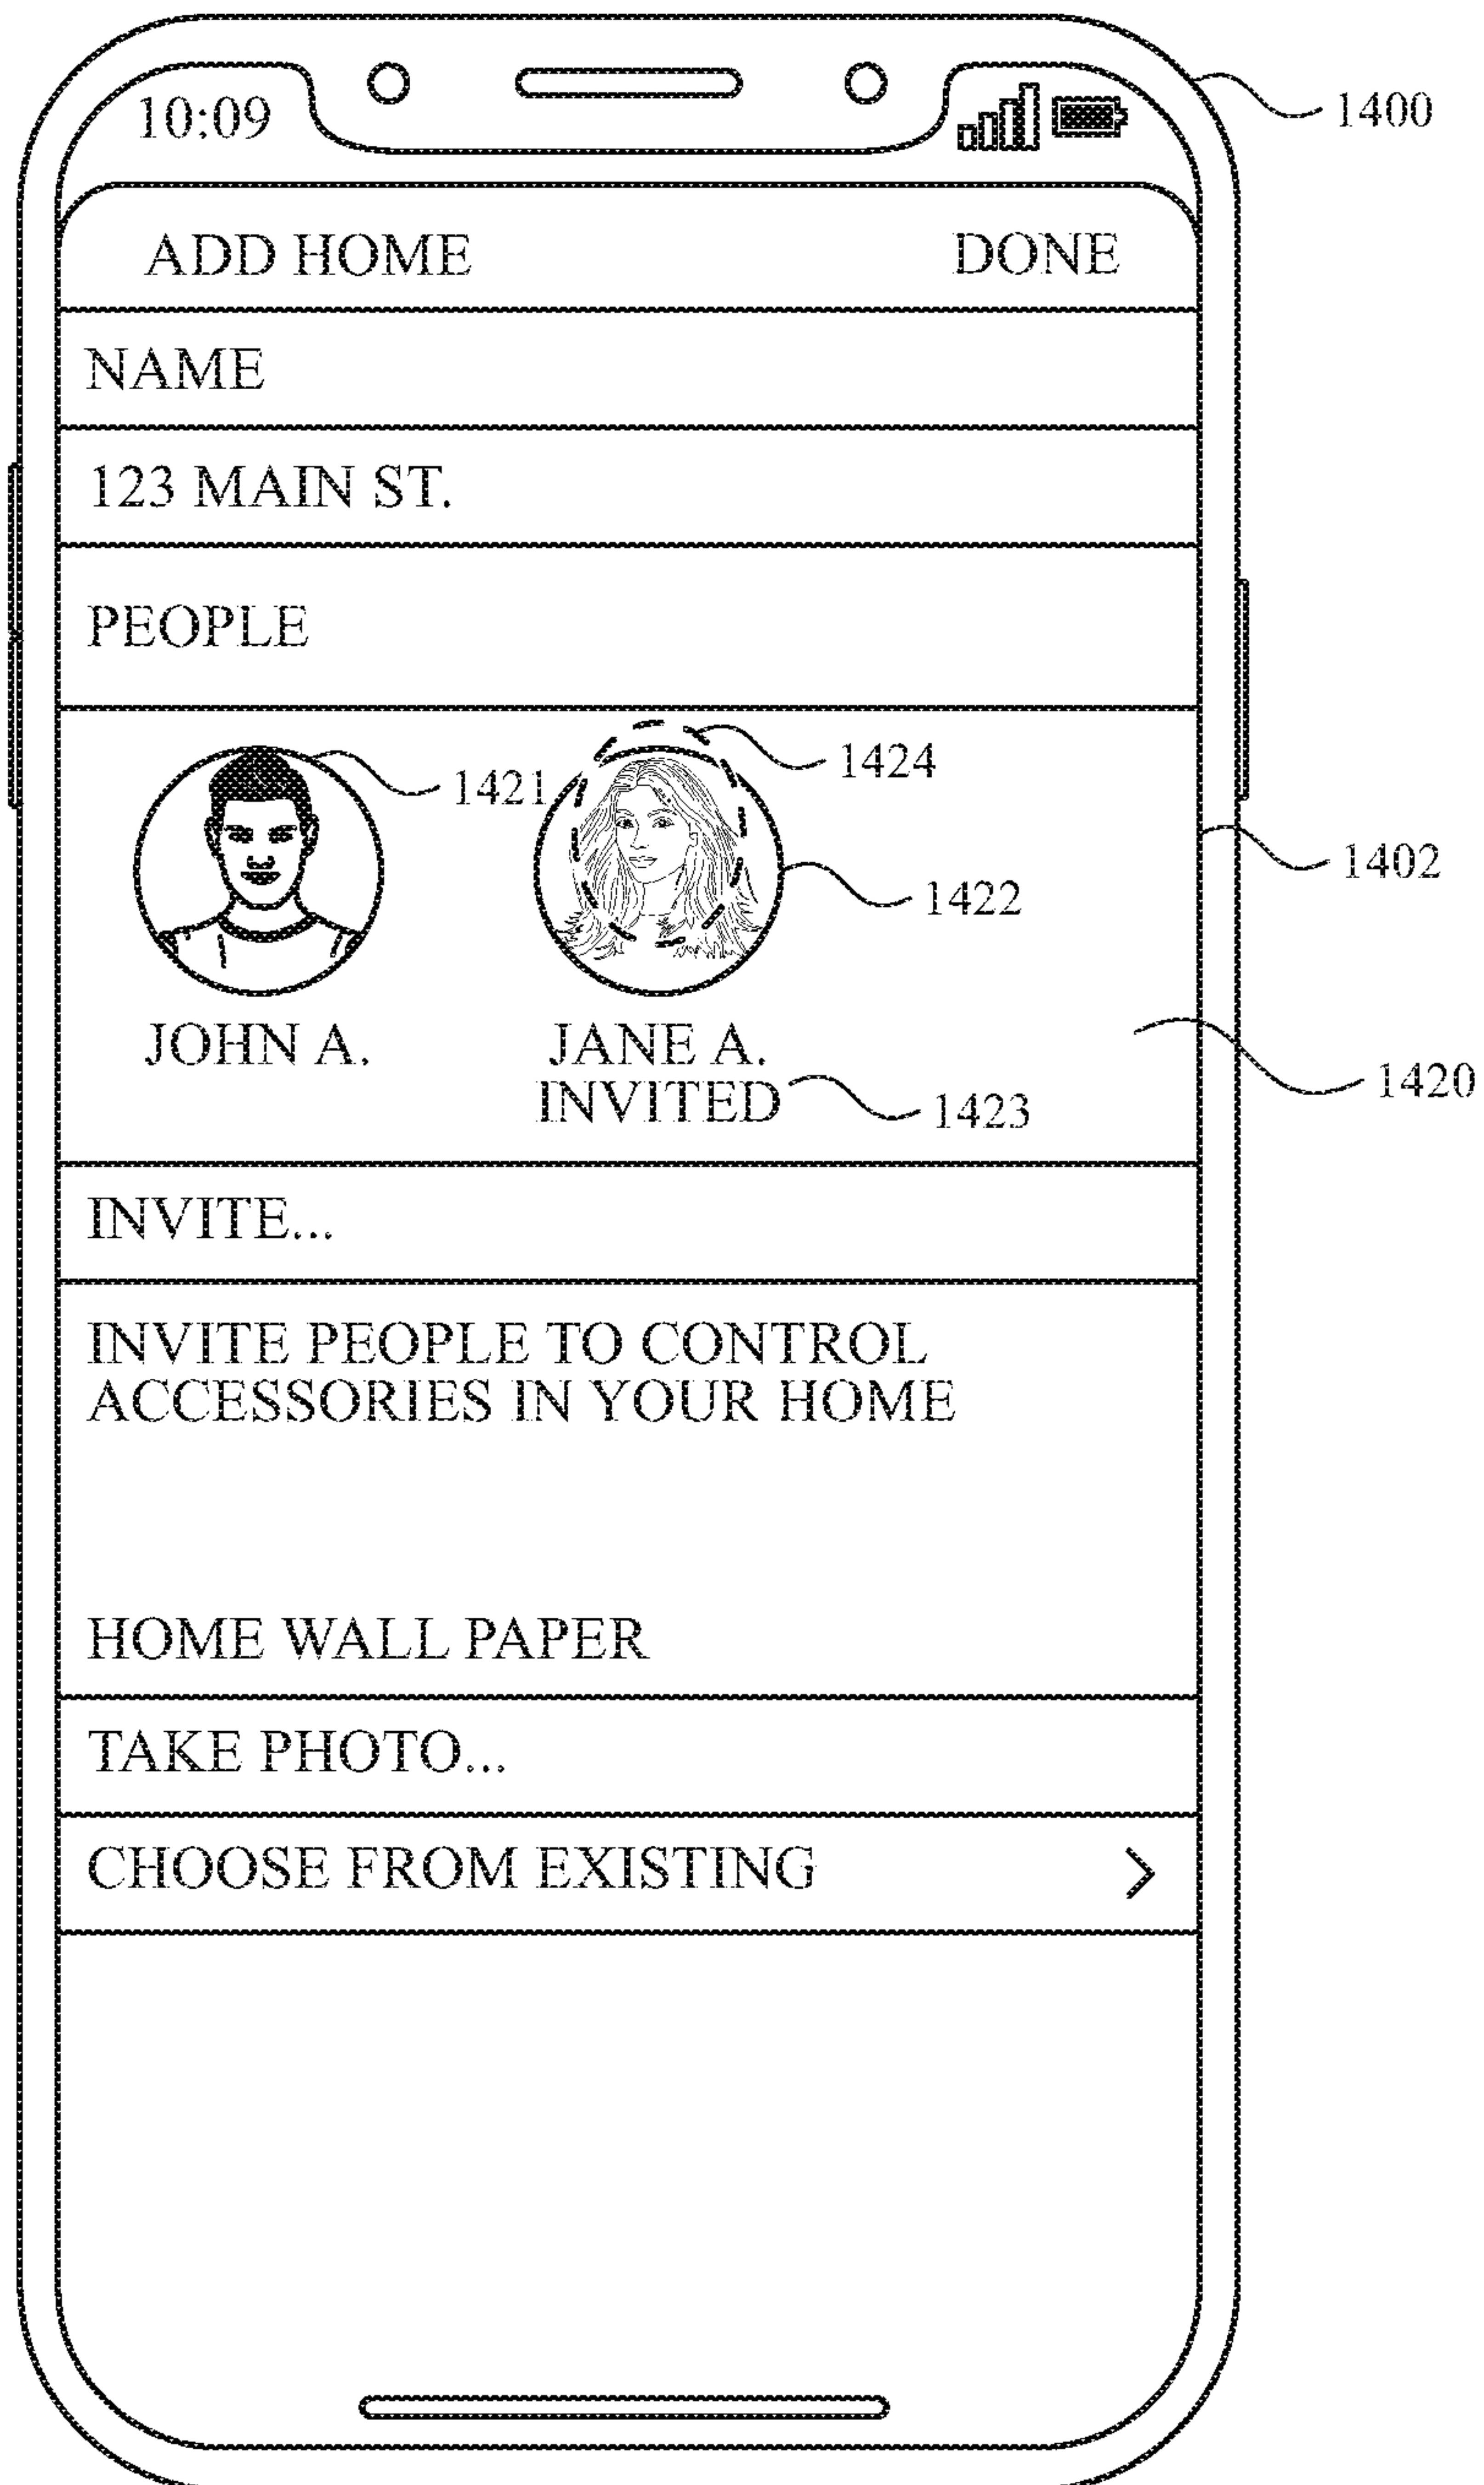 10:09
1400
ADD HOME DONE
NAME
123 MAIN ST.
PEOPLE
1421
1424
1402
1422
JOHN A.
JANE A.
INVITED
1423
1420
INVITE...
INVITE PEOPLE TO CONTROL
ACCESSORIES IN YOUR HOME
HOME WALL PAPER
TAKE PHOTO...
CHOOSE FROM EXISTING